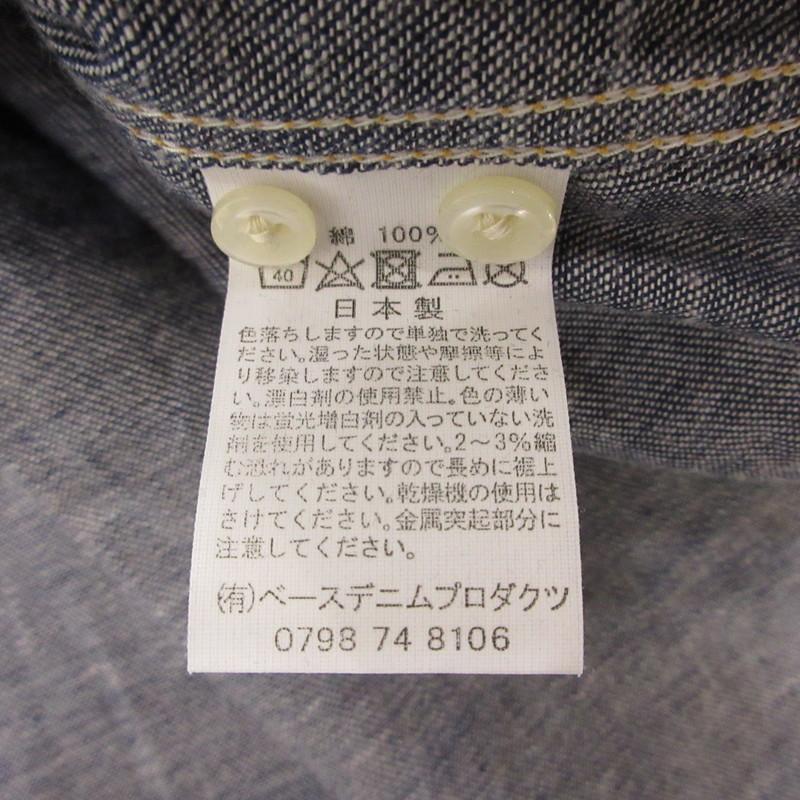 綿 100%
40
日本製
色落ちしますので単独で洗ってく
ださい。湿った状態や摩擦等によ
り移染しますので注意してくださ
い。漂白剤の使用禁止。色の薄い
物は蛍光増白剤の入っていない洗
剤を使用してください。2～3%縮
む恐れがありますので長めに裾上
げしてください。乾燥機の使用は
さけてください。金属突起部分に
注意してください。
(有)ベースデニムプロダクツ
0798 74 8106